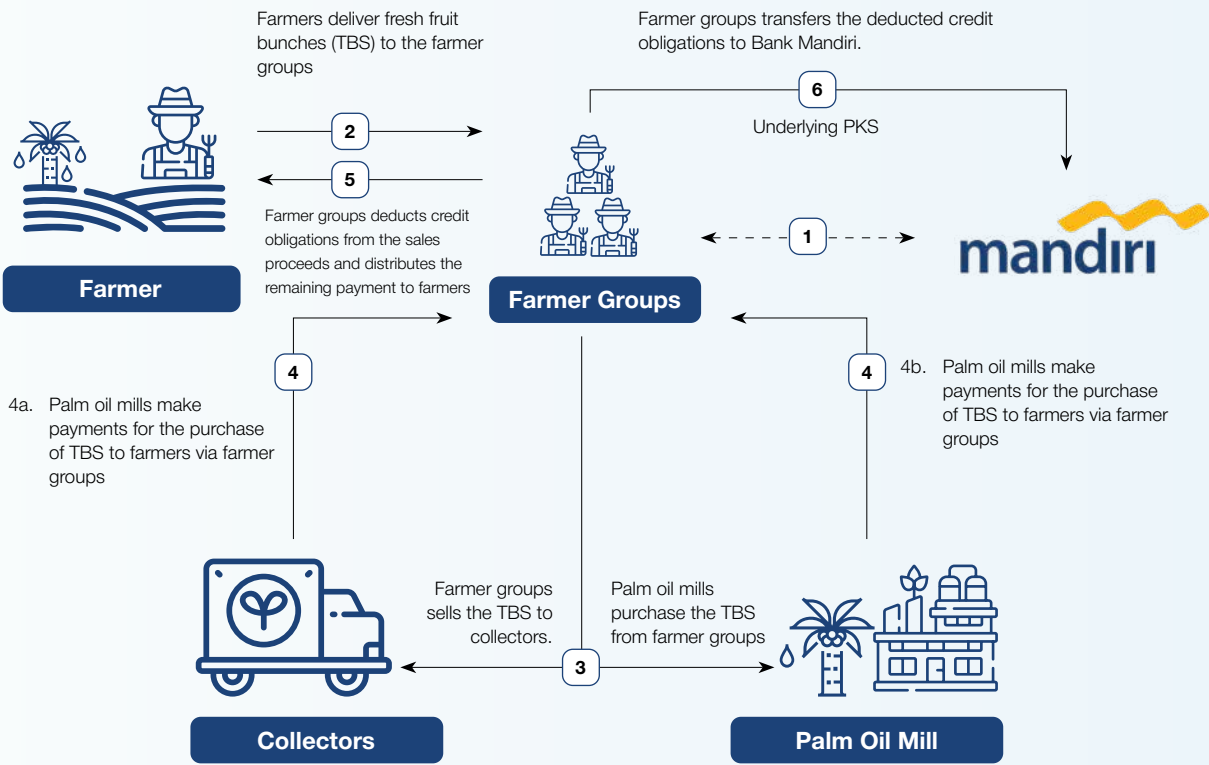 Farmers deliver fresh fruit
bunches (TBS) to the farmer
groups
Farmer groups transfers the deducted credit
obligations to Bank Mandiri.
6
Underlying PKS
2
5
Farmer groups deducts credit
obligations from the sales
proceeds and distributes the
remaining payment to farmers
1
mandırı
Farmer
Farmer Groups
4
4a. Palm oil mills make
payments for the purchase
of TBS to farmers via farmer
groups
4
4b. Palm oil mills make
payments for the purchase
of TBS to farmers via farmer
groups
Farmer groups
sells the TBS to
collectors.
Palm oil mills
purchase the TBS
from farmer groups
3
Collectors
Palm Oil Mill